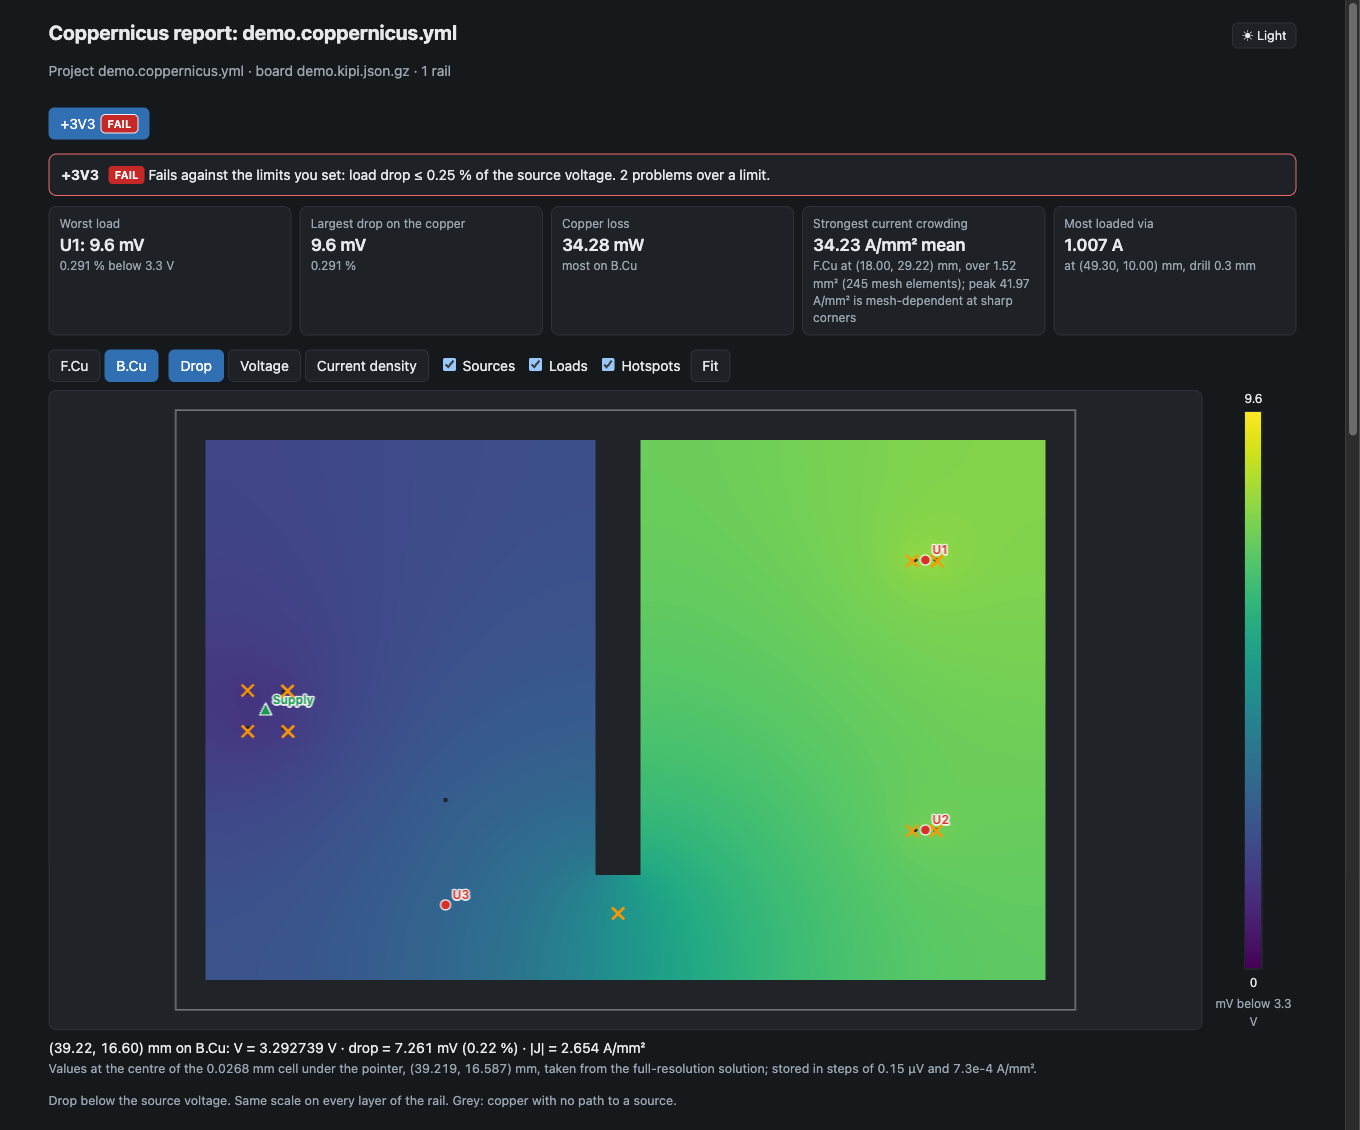 Coppernicus report: demo.coppernicus.yml
☀ Light
Project demo.coppernicus.yml · board demo.kipi.json.gz · 1 rail
+3V3 FAIL
+3V3 FAIL Fails against the limits you set: load drop ≤ 0.25 % of the source voltage. 2 problems over a limit.
Worst load
U1: 9.6 mV
0.291 % below 3.3 V
Largest drop on the copper
9.6 mV
0.291 %
Copper loss
34.28 mW
most on B.Cu
Strongest current crowding
34.23 A/mm² mean
F.Cu at (18.00, 29.22) mm, over 1.52
mm² (245 mesh elements); peak 41.97
A/mm² is mesh-dependent at sharp
corners
Most loaded via
1.007 A
at (49.30, 10.00) mm, drill 0.3 mm
F.Cu B.Cu Drop Voltage Current density Sources Loads Hotspots Fit
9.6
U1
Supply
U2
U3
0
mV below 3.3
V
(39.22, 16.60) mm on B.Cu: V = 3.292739 V · drop = 7.261 mV (0.22 %) · |J| = 2.654 A/mm²
Values at the centre of the 0.0268 mm cell under the pointer, (39.219, 16.587) mm, taken from the full-resolution solution; stored in steps of 0.15 µV and 7.3e-4 A/mm².
Drop below the source voltage. Same scale on every layer of the rail. Grey: copper with no path to a source.